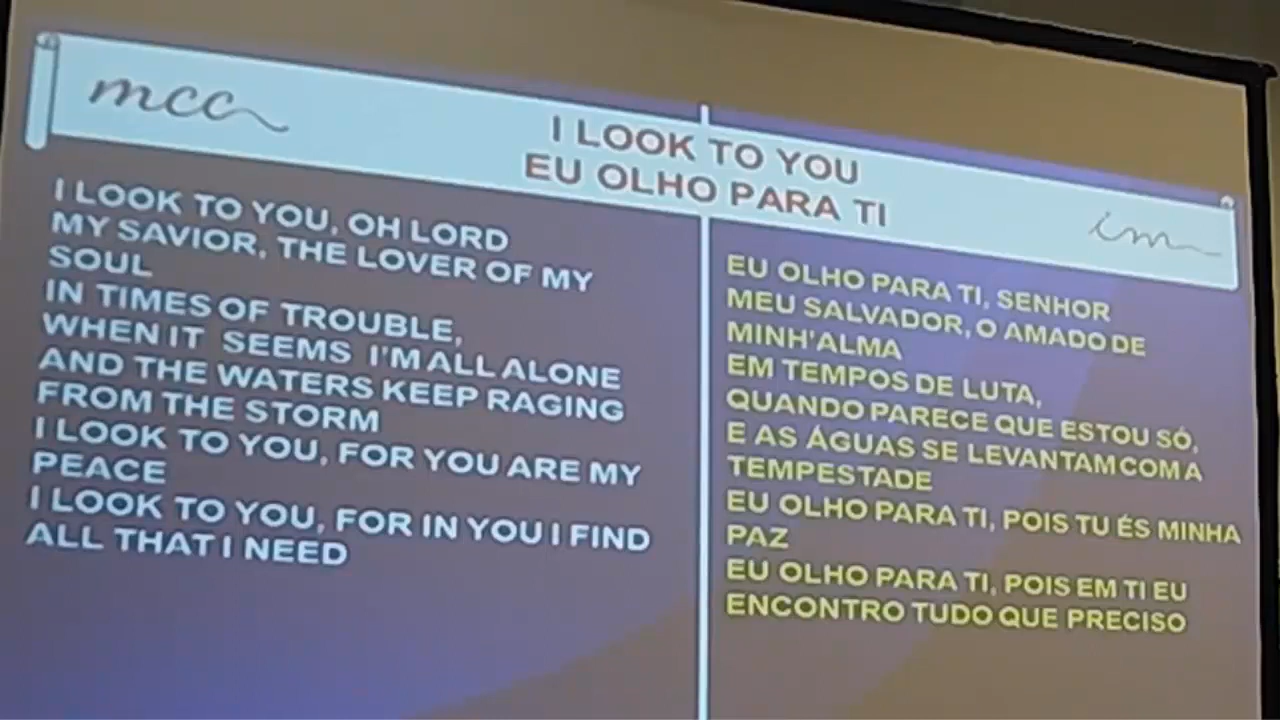 mcc
I LOOK TO YOU
EU OLHO PARA TI
im
I LOOK TO YOU, OH LORD
MY SAVIOR, THE LOVER OF MY
SOUL
IN TIMES OF TROUBLE,
WHEN IT SEEMS I'M ALL ALONE
AND THE WATERS KEEP RAGING
FROM THE STORM
I LOOK TO YOU, FOR YOU ARE MY
PEACE
I LOOK TO YOU, FOR IN YOU I FIND
ALL THAT I NEED
EU OLHO PARA TI, SENHOR
MEU SALVADOR, O AMADO DE
MINH'ALMA
EM TEMPOS DE LUTA,
QUANDO PARECE QUE ESTOU SÓ,
E AS ÁGUAS SE LEVANTAM COM A
TEMPESTADE
EU OLHO PARA TI, POIS TU ÉS MINHA
PAZ
EU OLHO PARA TI, POIS EM TI EU
ENCONTRO TUDO QUE PRECISO